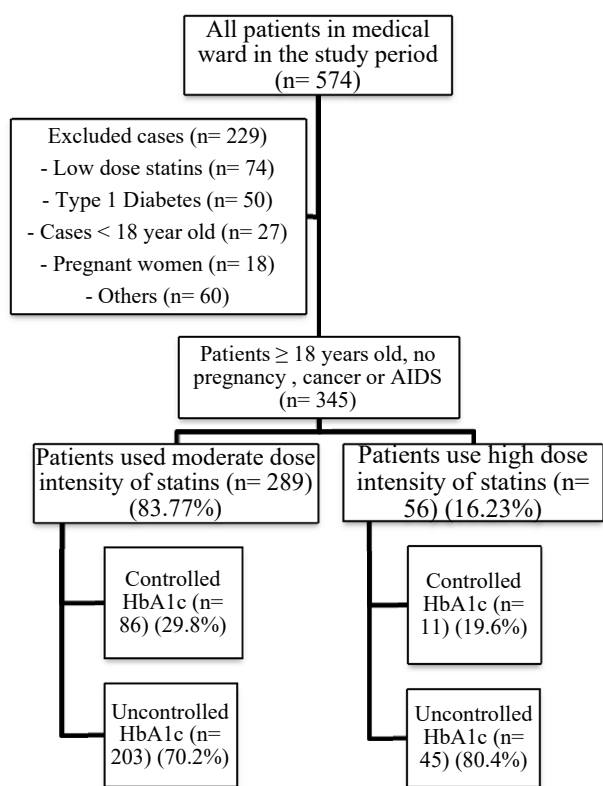 All patients in medical
ward in the study period
(n= 574)
Excluded cases (n= 229)
- Low dose statins (n= 74)
- Type 1 Diabetes (n= 50)
- Cases < 18 year old (n= 27)
- Pregnant women (n= 18)
- Others (n= 60)
Patients ≥ 18 years old, no
pregnancy , cancer or AIDS
(n= 345)
Patients used moderate dose
intensity of statins (n= 289)
(83.77%)
Patients use high dose
intensity of statins (n=
56) (16.23%)
Controlled
HbA1c (n=
86) (29.8%)
Uncontrolled
HbA1c (n=
203) (70.2%)
Controlled
HbA1c (n=
11) (19.6%)
Uncontrolled
HbA1c (n=
45) (80.4%)